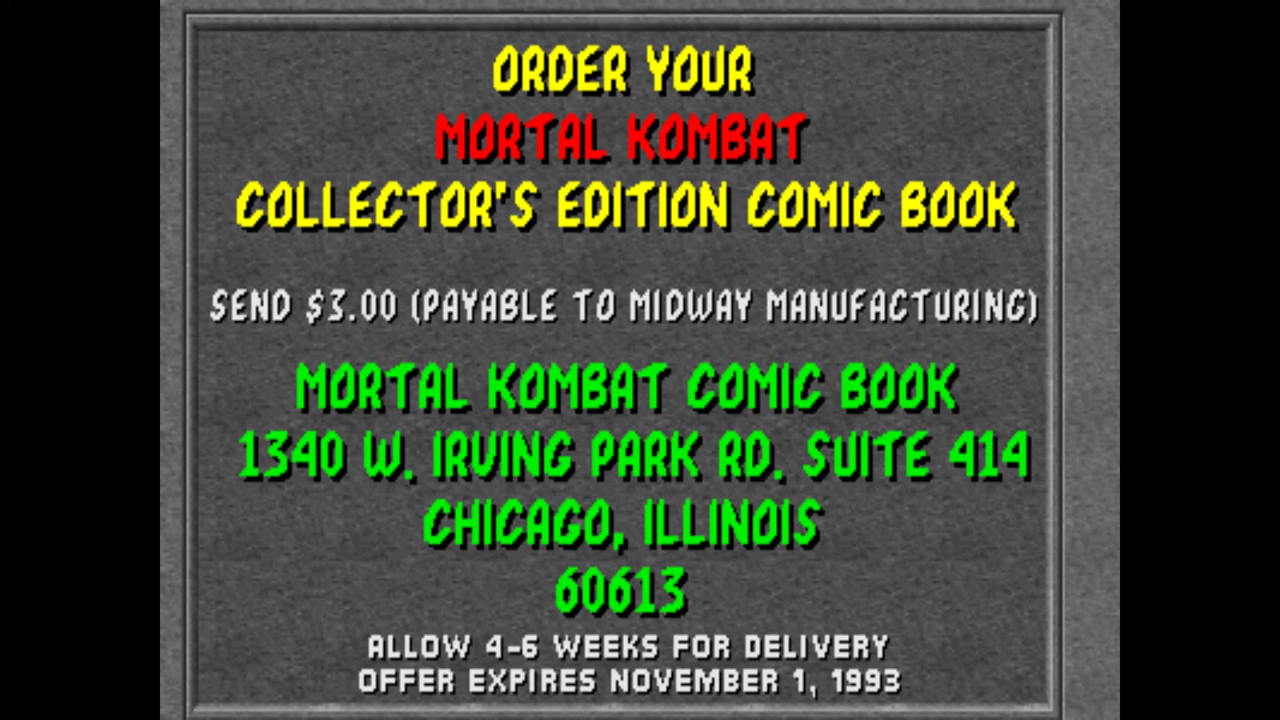 ORDER YOUR
MORTAL KOMBAT
COLLECTOR'S EDITION COMIC BOOK
SEND $3.00 (PAYABLE TO MIDWAY MANUFACTURING)
MORTAL KOMBAT COMIC BOOK
1340 W. IRVING PARK RD. SUITE 414
CHICAGO, ILLINOIS
60613
ALLOW 4-6 WEEKS FOR DELIVERY
OFFER EXPIRES NOVEMBER 1, 1993